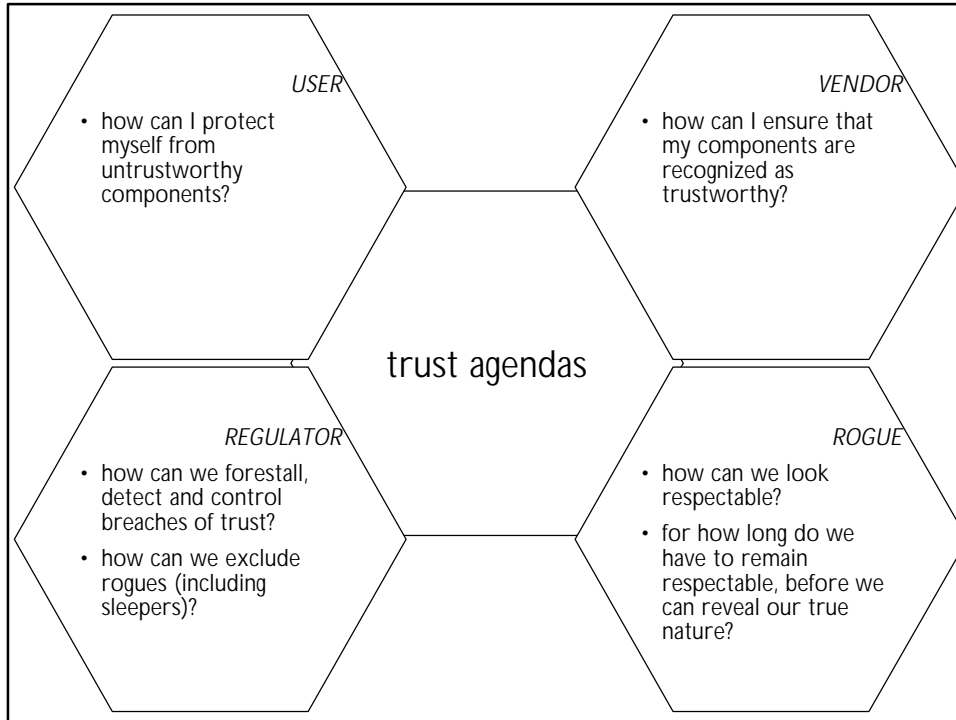 USER
• how can I protect
myself from
untrustworthy
components?
VENDOR
• how can I ensure that
my components are
recognized as
trustworthy?
trust agendas
REGULATOR
• how can we forestall,
detect and control
breaches of trust?
• how can we exclude
rogues (including
sleepers)?
ROGUE
• how can we look
respectable?
• for how long do we
have to remain
respectable, before we
can reveal our true
nature?